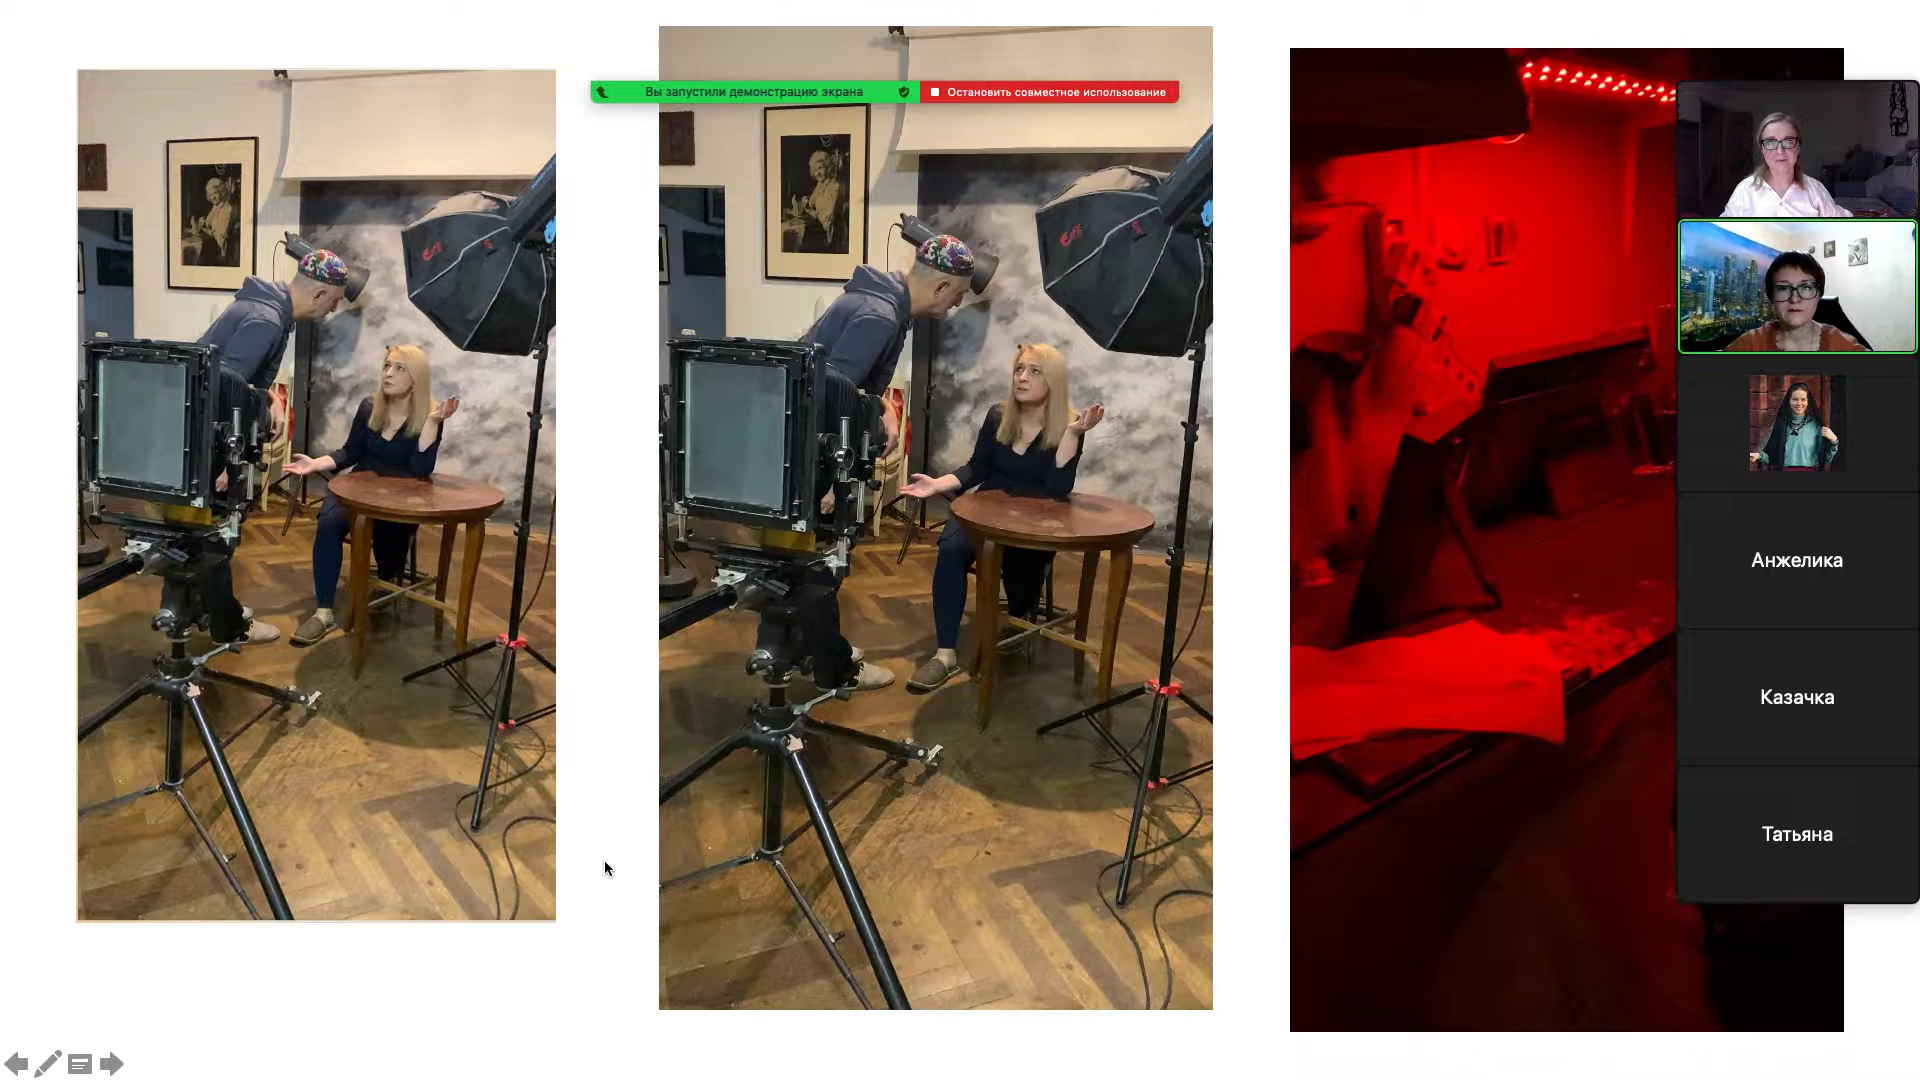 Вы запустили демонстрацию экрана
Остановить совместное использование
Анжелика
Казачка
Татьяна